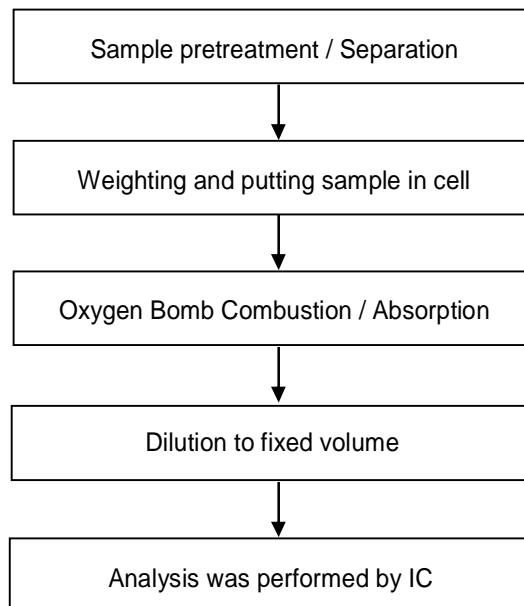 Sample pretreatment / Separation
Weighting and putting sample in cell
Oxygen Bomb Combustion / Absorption
Dilution to fixed volume
Analysis was performed by IC